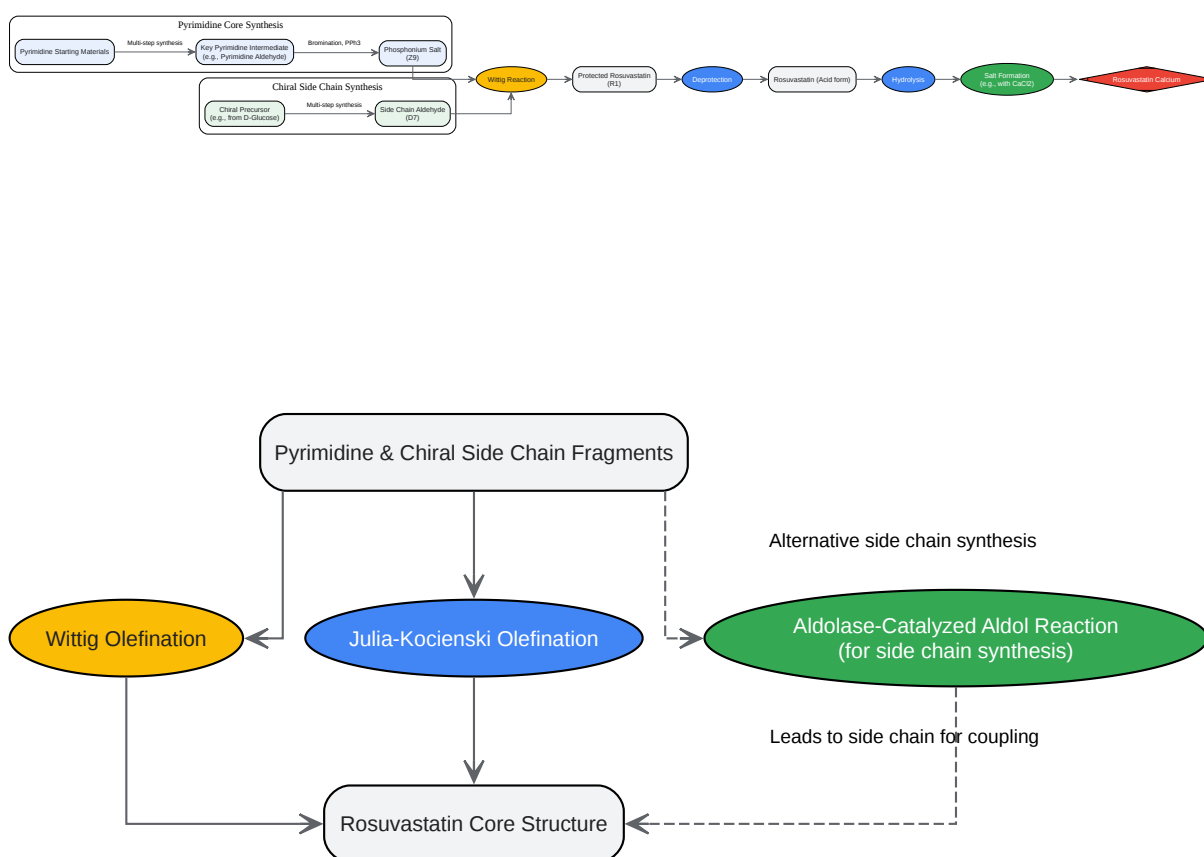 Pyrimidine Core Synthesis
Pyrimidine Starting Materials
Multi-step synthesis
Key Pyrimidine Intermediate
(e.g., Pyrimidine Aldehyde)
Bromination, PPh3
Phosphonium Salt
(Z9)
Chiral Side Chain Synthesis
Chiral Precursor
(e.g., from D-Glucose)
Multi-step synthesis
Side Chain Aldehyde
(D7)
Wittig Reaction
Protected Rosuvastatin
(R1)
Deprotection
Rosuvastatin (Acid form)
Hydrolysis
Salt Formation
(e.g., with CaCl2)
Rosuvastatin Calcium
Pyrimidine & Chiral Side Chain Fragments
Alternative side chain synthesis
Wittig Olefination
Julia-Kocienski Olefination
Aldolase-Catalyzed Aldol Reaction
(for side chain synthesis)
Leads to side chain for coupling
Rosuvastatin Core Structure